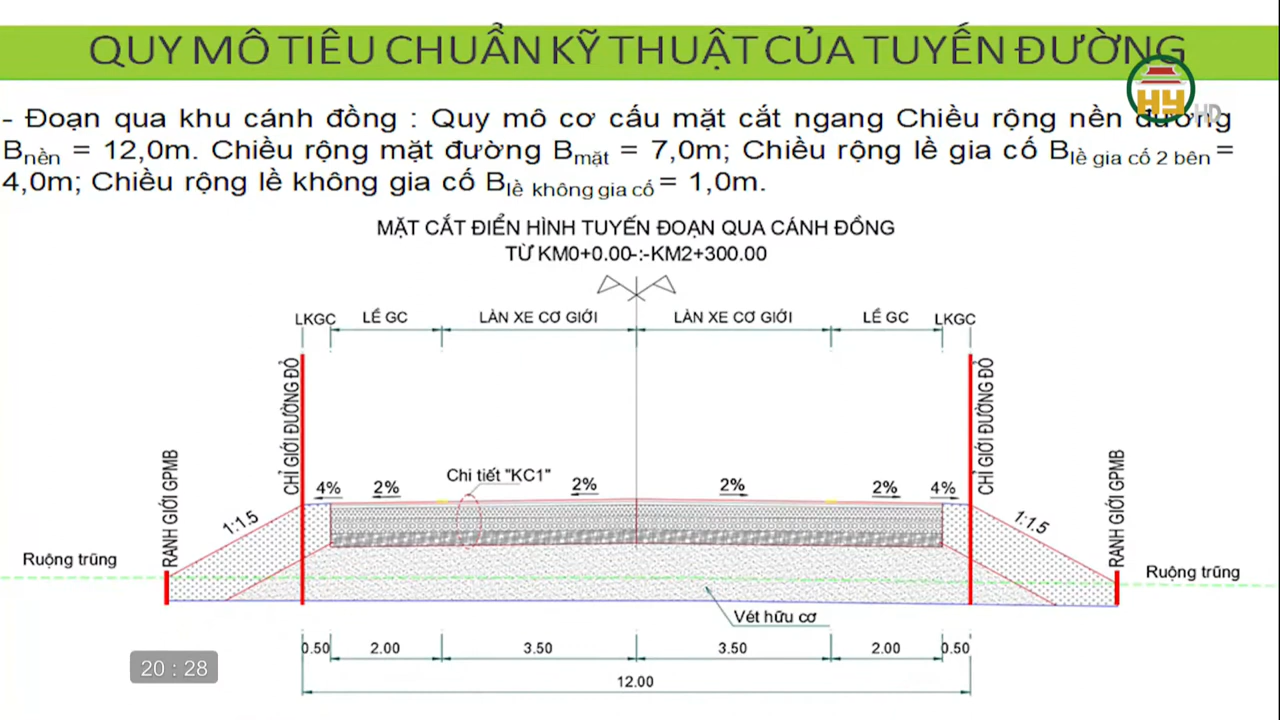 QUY MÔ TIÊU CHUẨN KỸ THUẬT CỦA TUYẾN ĐƯỜNG
HY HD
- Đoạn qua khu cánh đồng : Quy mô cơ cấu mặt cắt ngang Chiều rộng nền đường
Bnền = 12,0m. Chiều rộng mặt đường Bmặt = 7,0m; Chiều rộng lề gia cố Blề gia cố 2 bên =
4,0m; Chiều rộng lề không gia cố Blề không gia cố = 1,0m.
MẶT CẮT ĐIỂN HÌNH TUYẾN ĐOẠN QUA CÁNH ĐỒNG
TỪ KM0+0.00-:-KM2+300.00
LKGC LỀ GC LÀN XE CƠ GIỚI LÀN XE CƠ GIỚI LỀ GC LKGC
CHỈ GIỚI ĐƯỜNG ĐỎ
CHỈ GIỚI ĐƯỜNG ĐỎ
RANH GIỚI GPMB
RANH GIỚI GPMB
Chi tiết "KC1"
4% 2% 2% 2% 2% 4%
1:1.5
1:1.5
Ruộng trũng
Ruộng trũng
Vét hữu cơ
0.50 2.00 3.50 3.50 2.00 0.50
12.00
20 : 28